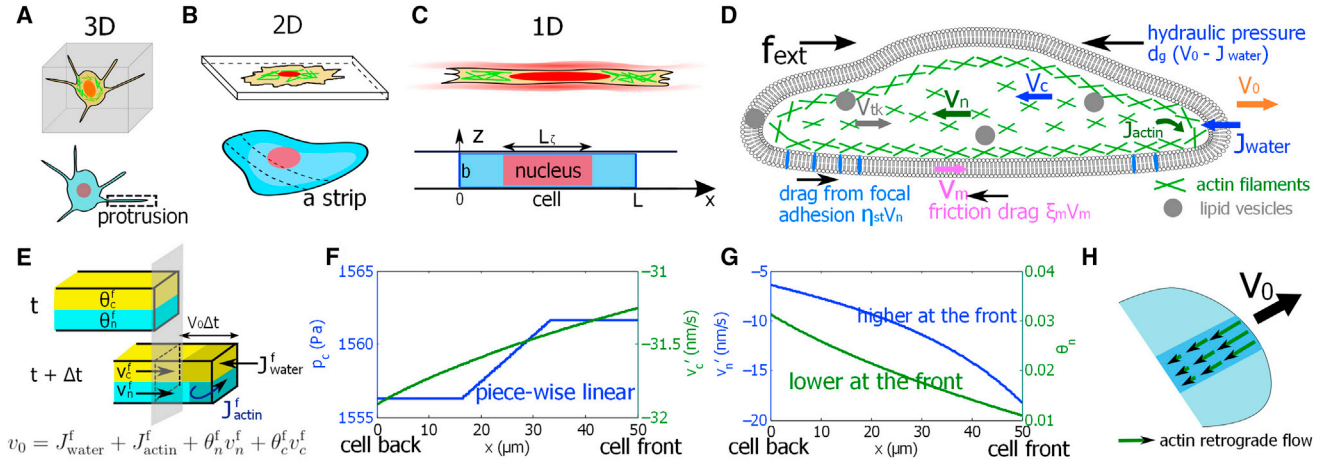 A
3D
protrusion
B
2D
a strip
C
1D
z
L_ζ
b
nucleus
0
cell
L
x
D
f_ext
hydraulic pressure
d_g (V_0 - J_water)
V_0
V_c
V_n
V_tk
J_actin
J_water
V_m
drag from focal
adhesion η_st V_n
friction drag ξ_m V_m
actin filaments
lipid vesicles
E
t
θ_c^f
θ_n^f
V_0Δt
t + Δt
v_c^f
v_n^f
J_water^f
J_actin^f
v_0 = J_water^f + J_actin^f + θ_n^f v_n^f + θ_c^f v_c^f
F
1565
1560
1555
p_c (Pa)
-31
-31.5
-32
v_c' (nm/s)
piece-wise linear
0 10 20 30 40 50
cell back
x (μm)
cell front
G
-5
-10
-15
-20
v_n' (nm/s)
0.04
0.03
0.02
0.01
θ_n
higher at the front
lower at the front
0 10 20 30 40 50
cell back
x (μm)
cell front
H
V_0
actin retrograde flow